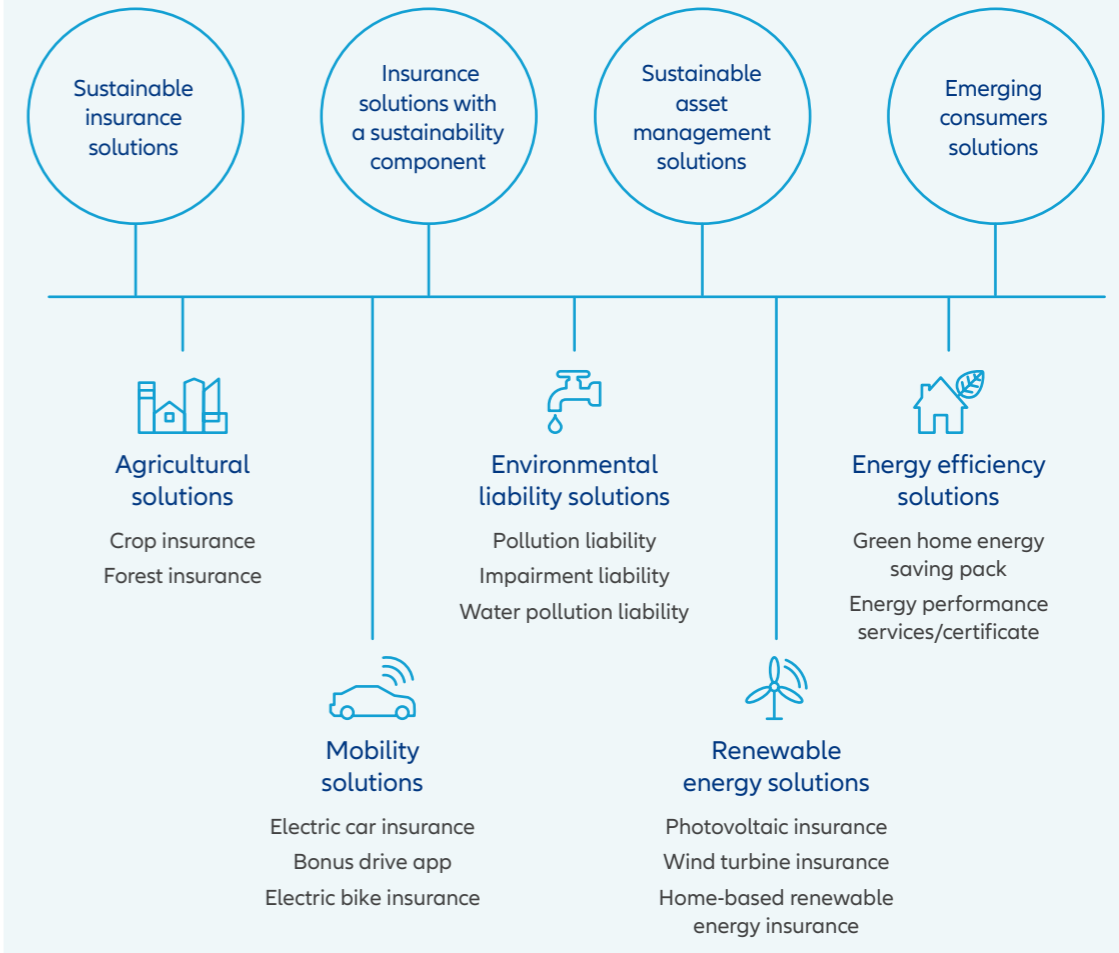 Sustainable
insurance
solutions
Insurance
solutions with
a sustainability
component
Sustainable
asset
management
solutions
Emerging
consumers
solutions
Agricultural
solutions
Crop insurance
Forest insurance
Environmental
liability solutions
Pollution liability
Impairment liability
Water pollution liability
Energy efficiency
solutions
Green home energy
saving pack
Energy performance
services/certificate
Mobility
solutions
Electric car insurance
Bonus drive app
Electric bike insurance
Renewable
energy solutions
Photovoltaic insurance
Wind turbine insurance
Home-based renewable
energy insurance